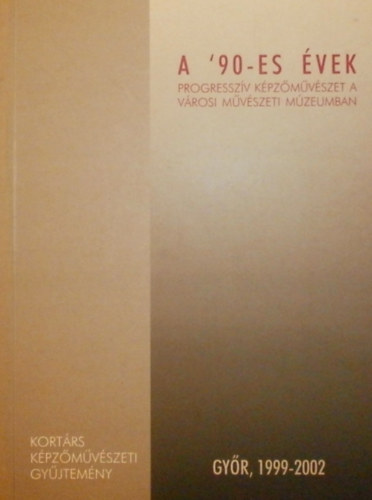 A '90-ES ÉVEK
PROGRESSZÍV KÉPZŐMŰVÉSZET A
VÁROSI MŰVÉSZETI MÚZEUMBAN
KORTÁRS
KÉPZŐMŰVÉSZETI
GYŰJTEMÉNY
GYŐR, 1999-2002